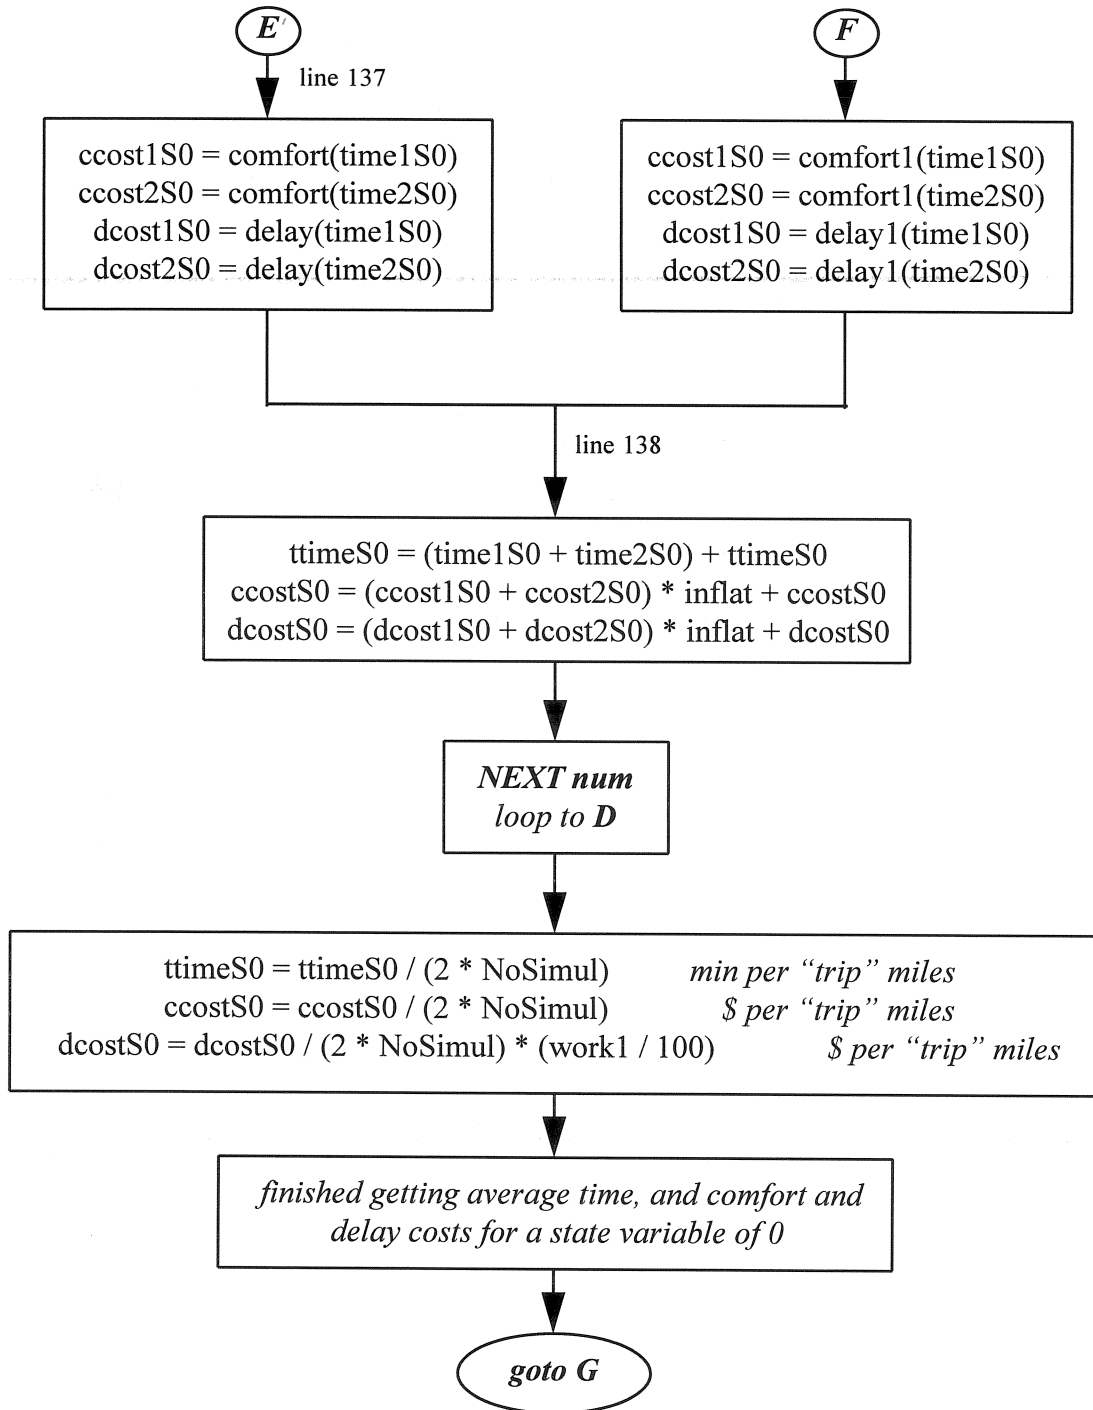 E
F
line 137
ccost1S0 = comfort(time1S0)
ccost2S0 = comfort(time2S0)
dcost1S0 = delay(time1S0)
dcost2S0 = delay(time2S0)
ccost1S0 = comfort1(time1S0)
ccost2S0 = comfort1(time2S0)
dcost1S0 = delay1(time1S0)
dcost2S0 = delay1(time2S0)
line 138
ttimeS0 = (time1S0 + time2S0) + ttimeS0
ccostS0 = (ccost1S0 + ccost2S0) * inflat + ccostS0
dcostS0 = (dcost1S0 + dcost2S0) * inflat + dcostS0
NEXT num
loop to D
ttimeS0 = ttimeS0 / (2 * NoSimul) min per “trip” miles
ccostS0 = ccostS0 / (2 * NoSimul) $ per “trip” miles
dcostS0 = dcostS0 / (2 * NoSimul) * (work1 / 100) $ per “trip” miles
finished getting average time, and comfort and
delay costs for a state variable of 0
goto G